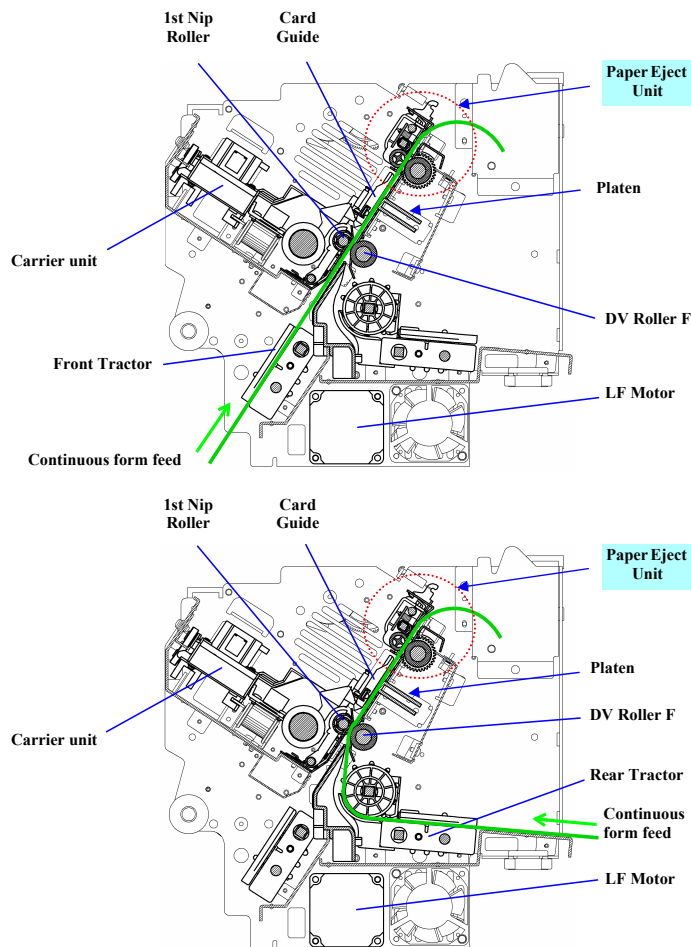 1st Nip
Roller
Card
Guide
Paper Eject
Unit
Platen
Carrier unit
DV Roller F
Front Tractor
LF Motor
Continuous form feed
1st Nip
Roller
Card
Guide
Paper Eject
Unit
Platen
DV Roller F
Carrier unit
Rear Tractor
Continuous
form feed
LF Motor